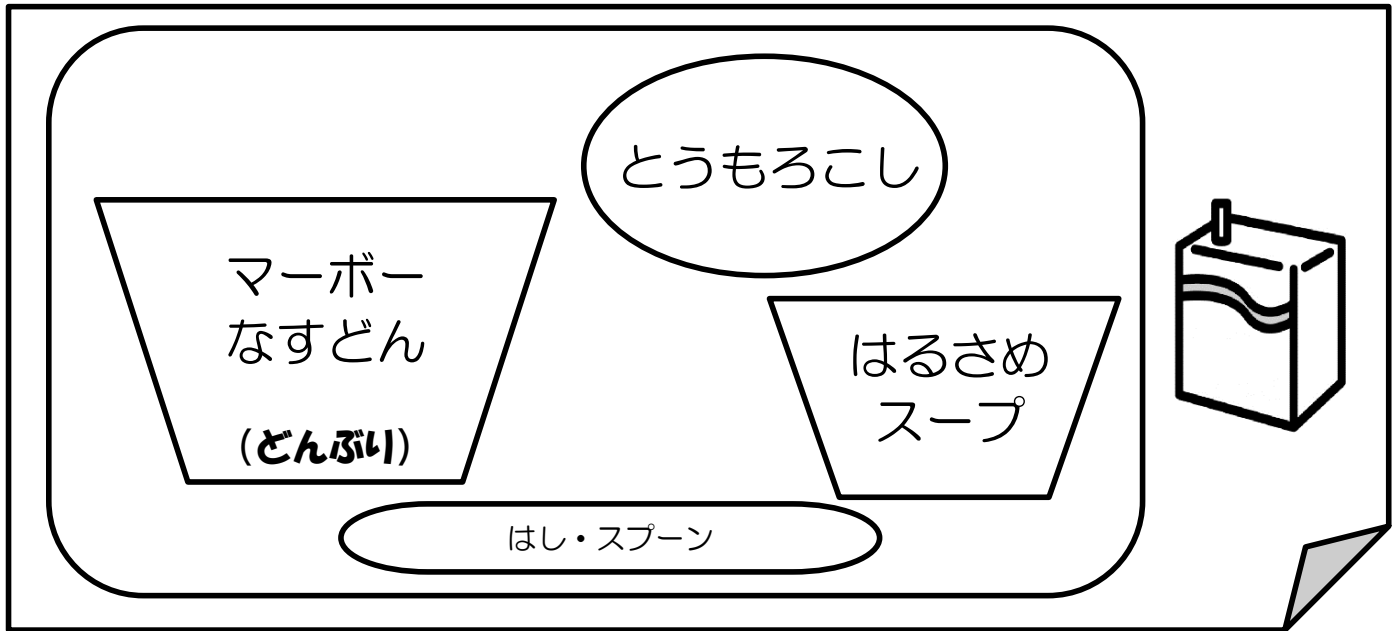 とうもろこし
マーボー
なすどん
(どんぶり)
はるさめ
スープ
はし・スプーン